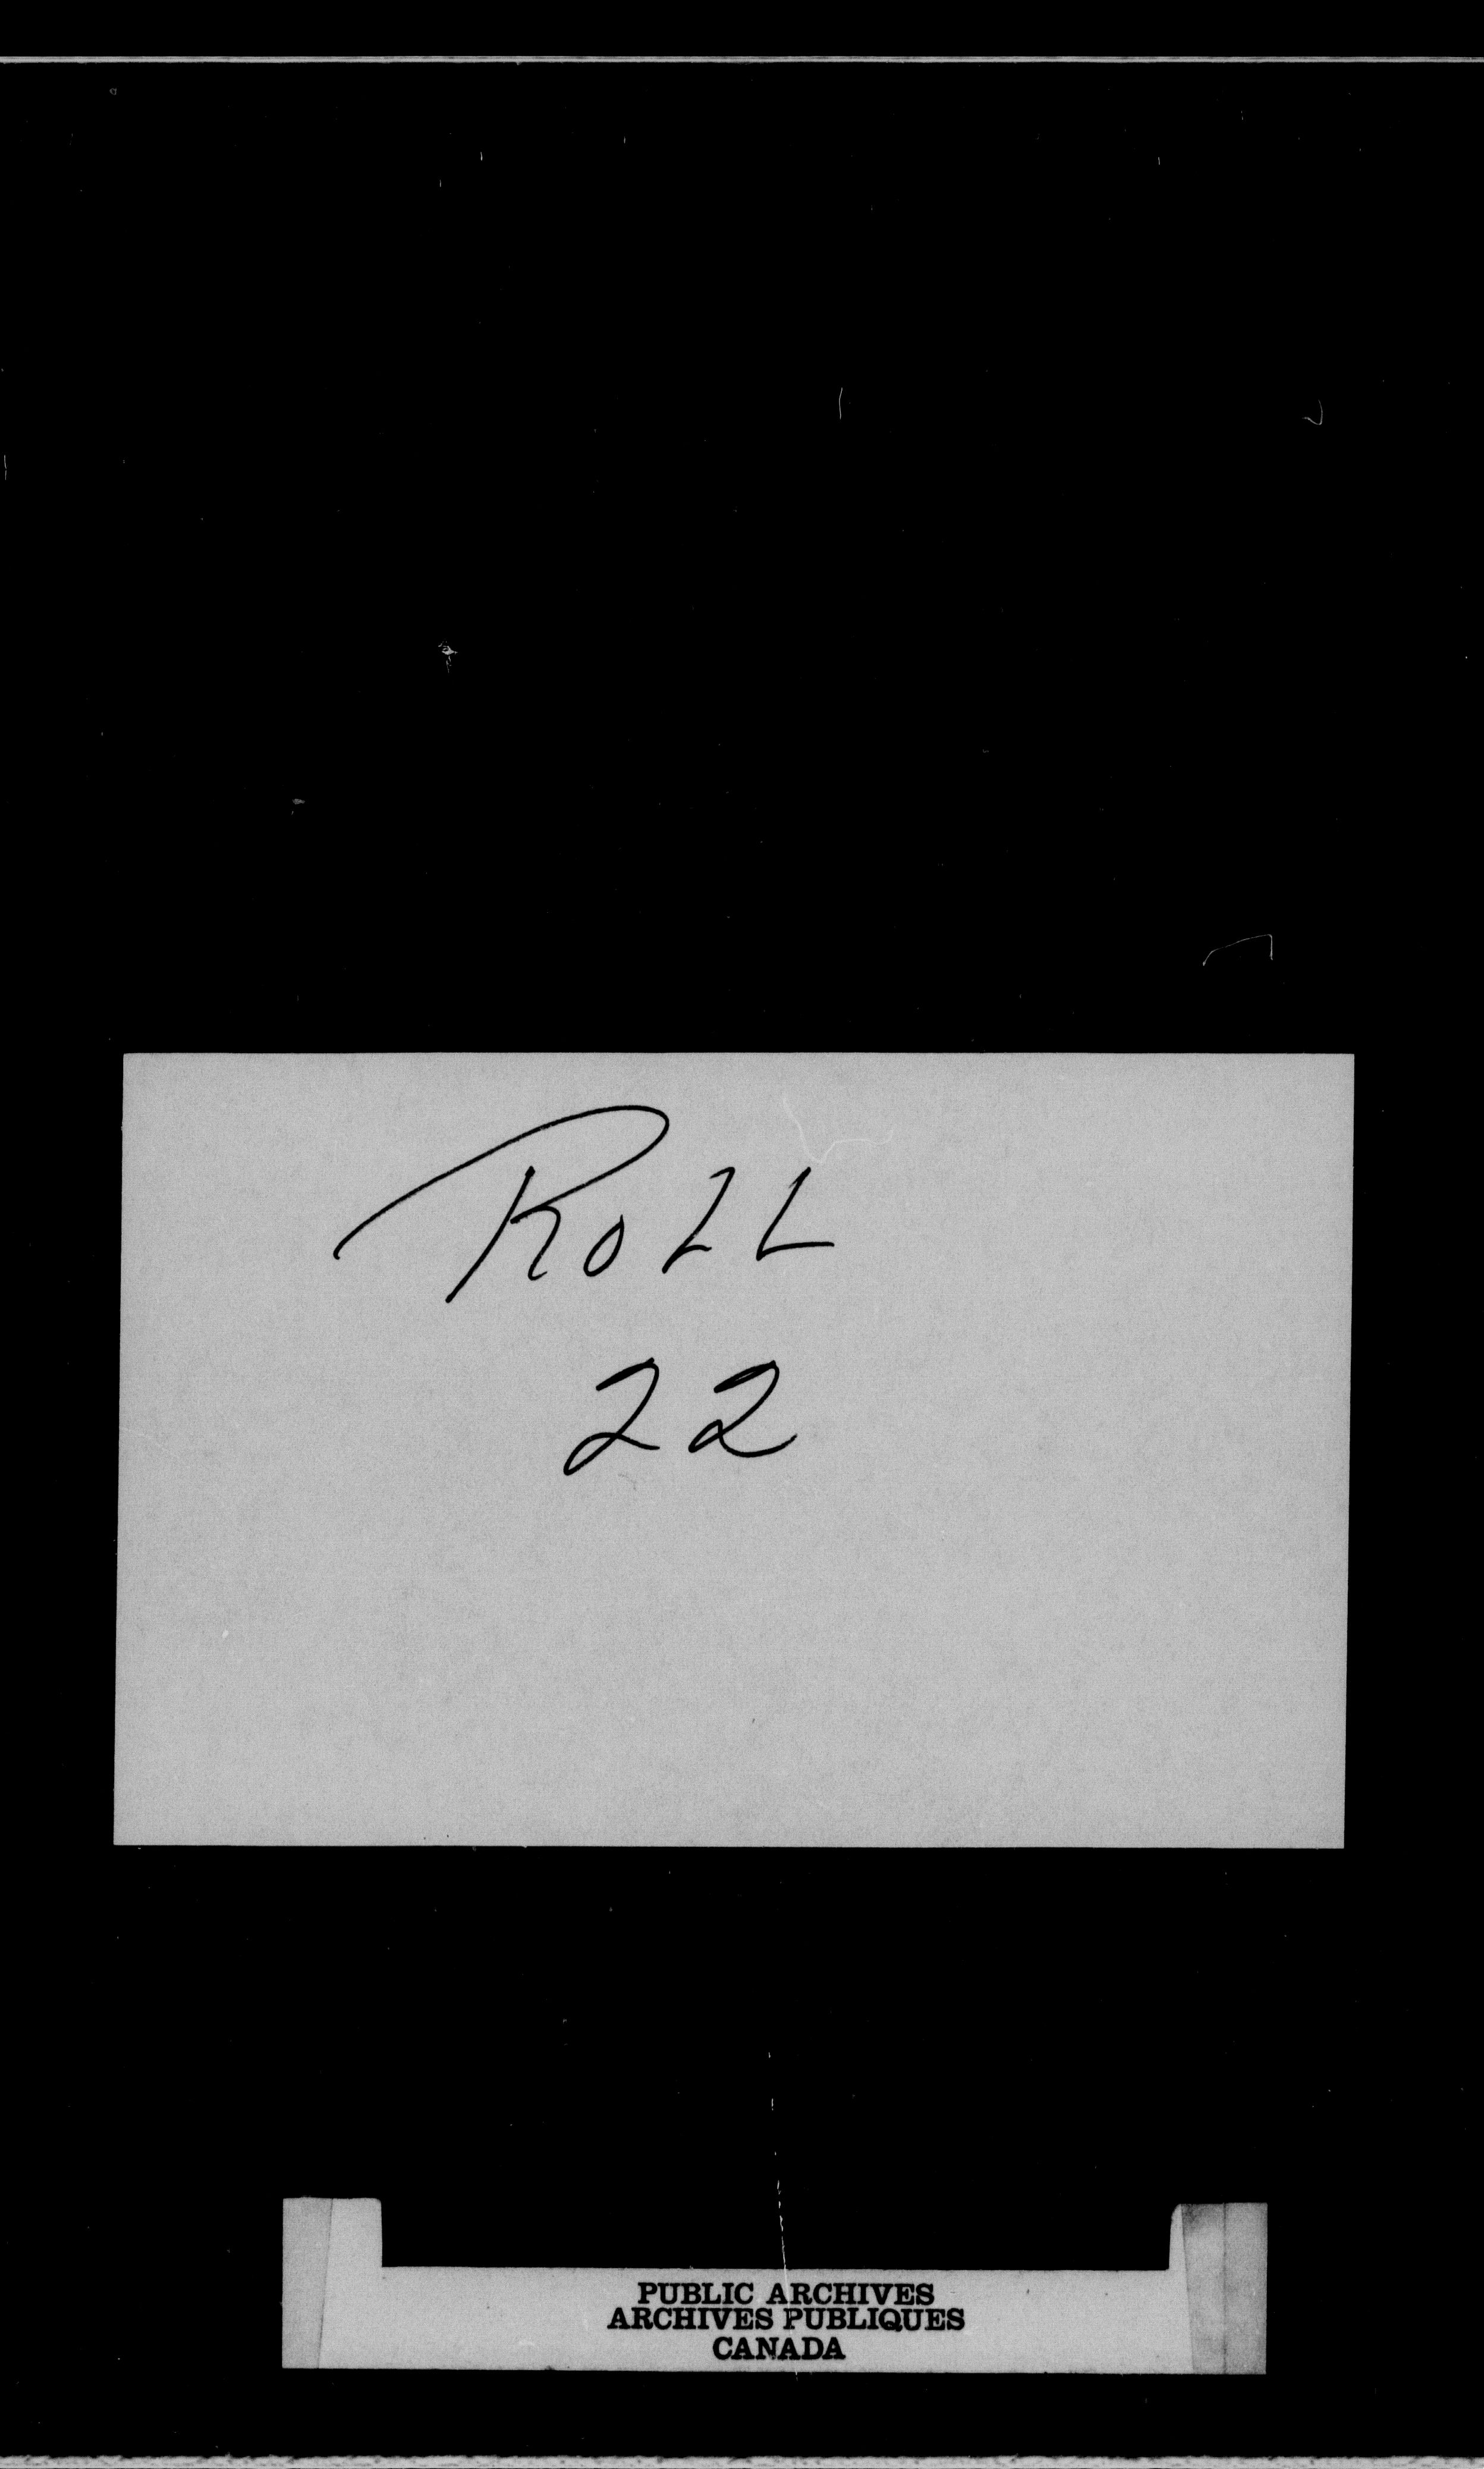 ROLL
22
PUBLIC ARCHIVES
ARCHIVES PUBLIQUES
CANADA